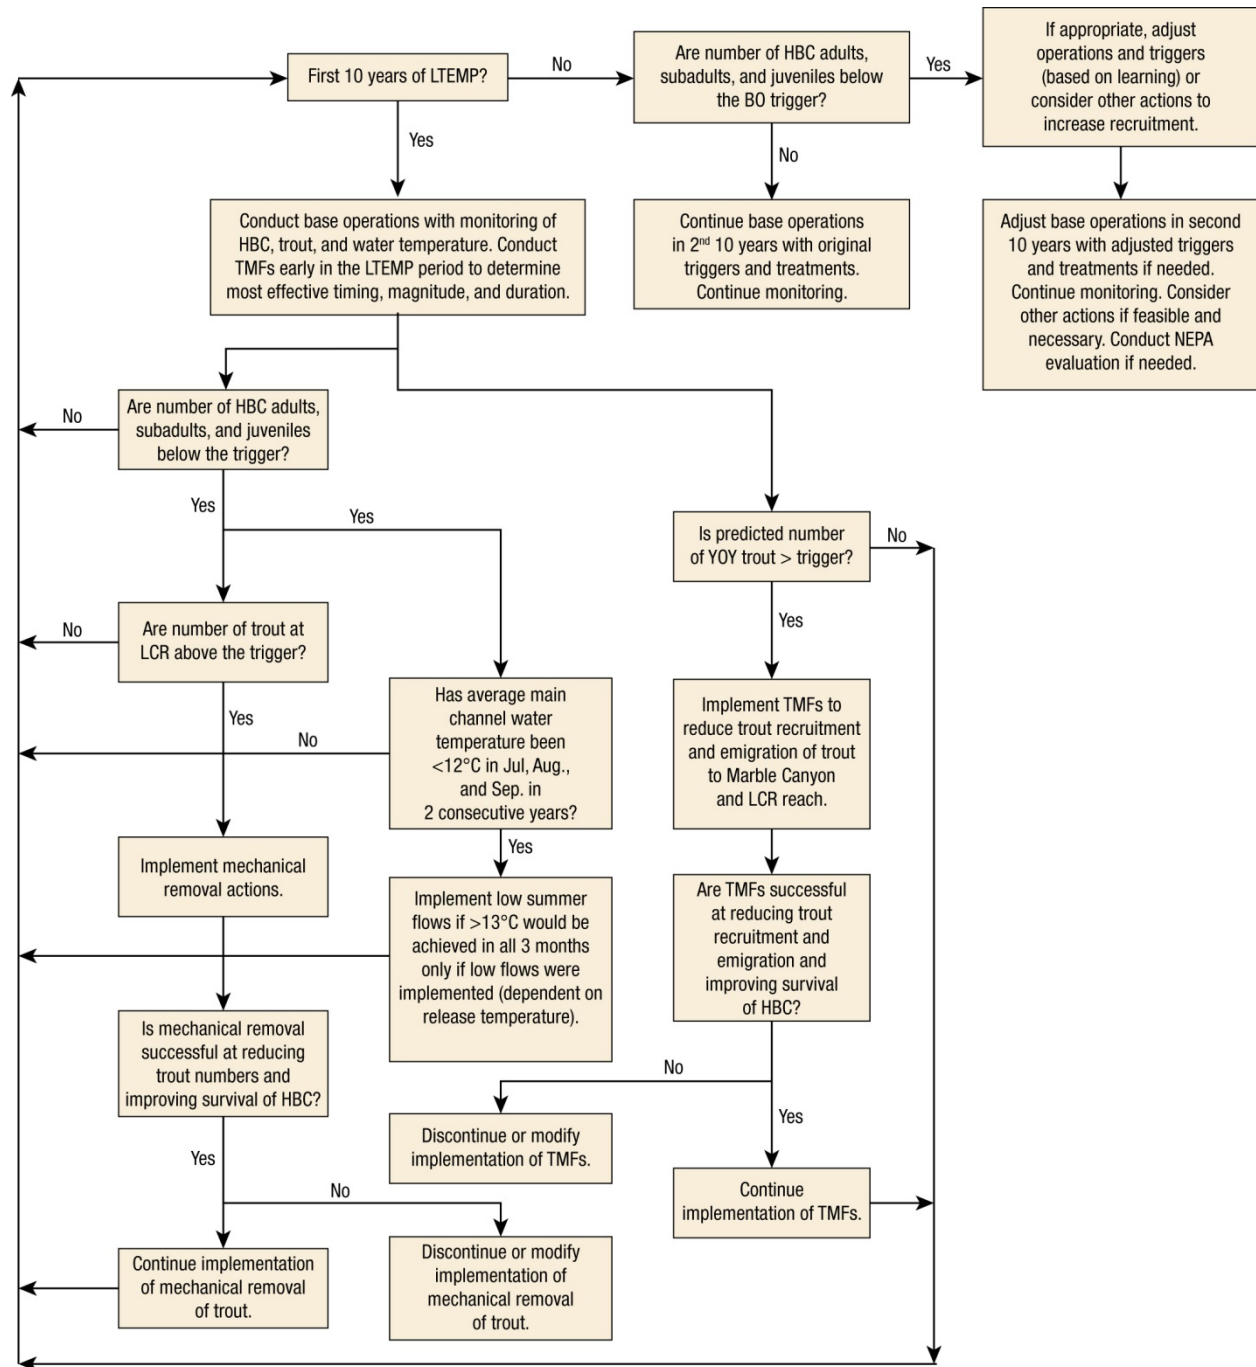 First 10 years of LTEMP?
No
Are number of HBC adults,
subadults, and juveniles below
the BO trigger?
Yes
If appropriate, adjust
operations and triggers
(based on learning) or
consider other actions to
increase recruitment.
Yes
No
Conduct base operations with monitoring of
HBC, trout, and water temperature. Conduct
TMFs early in the LTEMP period to determine
most effective timing, magnitude, and duration.
Continue base operations
in 2nd 10 years with original
triggers and treatments.
Continue monitoring.
Adjust base operations in second
10 years with adjusted triggers
and treatments if needed.
Continue monitoring. Consider
other actions if feasible and
necessary. Conduct NEPA
evaluation if needed.
No
Are number of HBC adults,
subadults, and juveniles
below the trigger?
Yes
Yes
Is predicted number
of YOY trout > trigger?
No
No
Are number of trout at
LCR above the trigger?
Yes
Yes
No
Has average main
channel water
temperature been
<12°C in Jul, Aug.,
and Sep. in
2 consecutive years?
Implement TMFs to
reduce trout recruitment
and emigration of trout
to Marble Canyon
and LCR reach.
Yes
Implement mechanical
removal actions.
Implement low summer
flows if >13°C would be
achieved in all 3 months
only if low flows were
implemented (dependent on
release temperature).
Are TMFs successful
at reducing trout
recruitment and
emigration and
improving survival
of HBC?
Is mechanical removal
successful at reducing
trout numbers and
improving survival of HBC?
No
Yes
Discontinue or modify
implementation of TMFs.
Yes
No
Continue
implementation of TMFs.
Continue implementation
of mechanical removal
of trout.
Discontinue or modify
implementation of
mechanical removal
of trout.